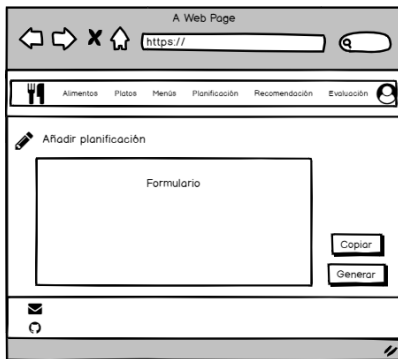 A Web Page
https://
Alimentos Platos Menús Planificación Recomendación Evaluación
Añadir planificación
Formulario
Copiar
Generar